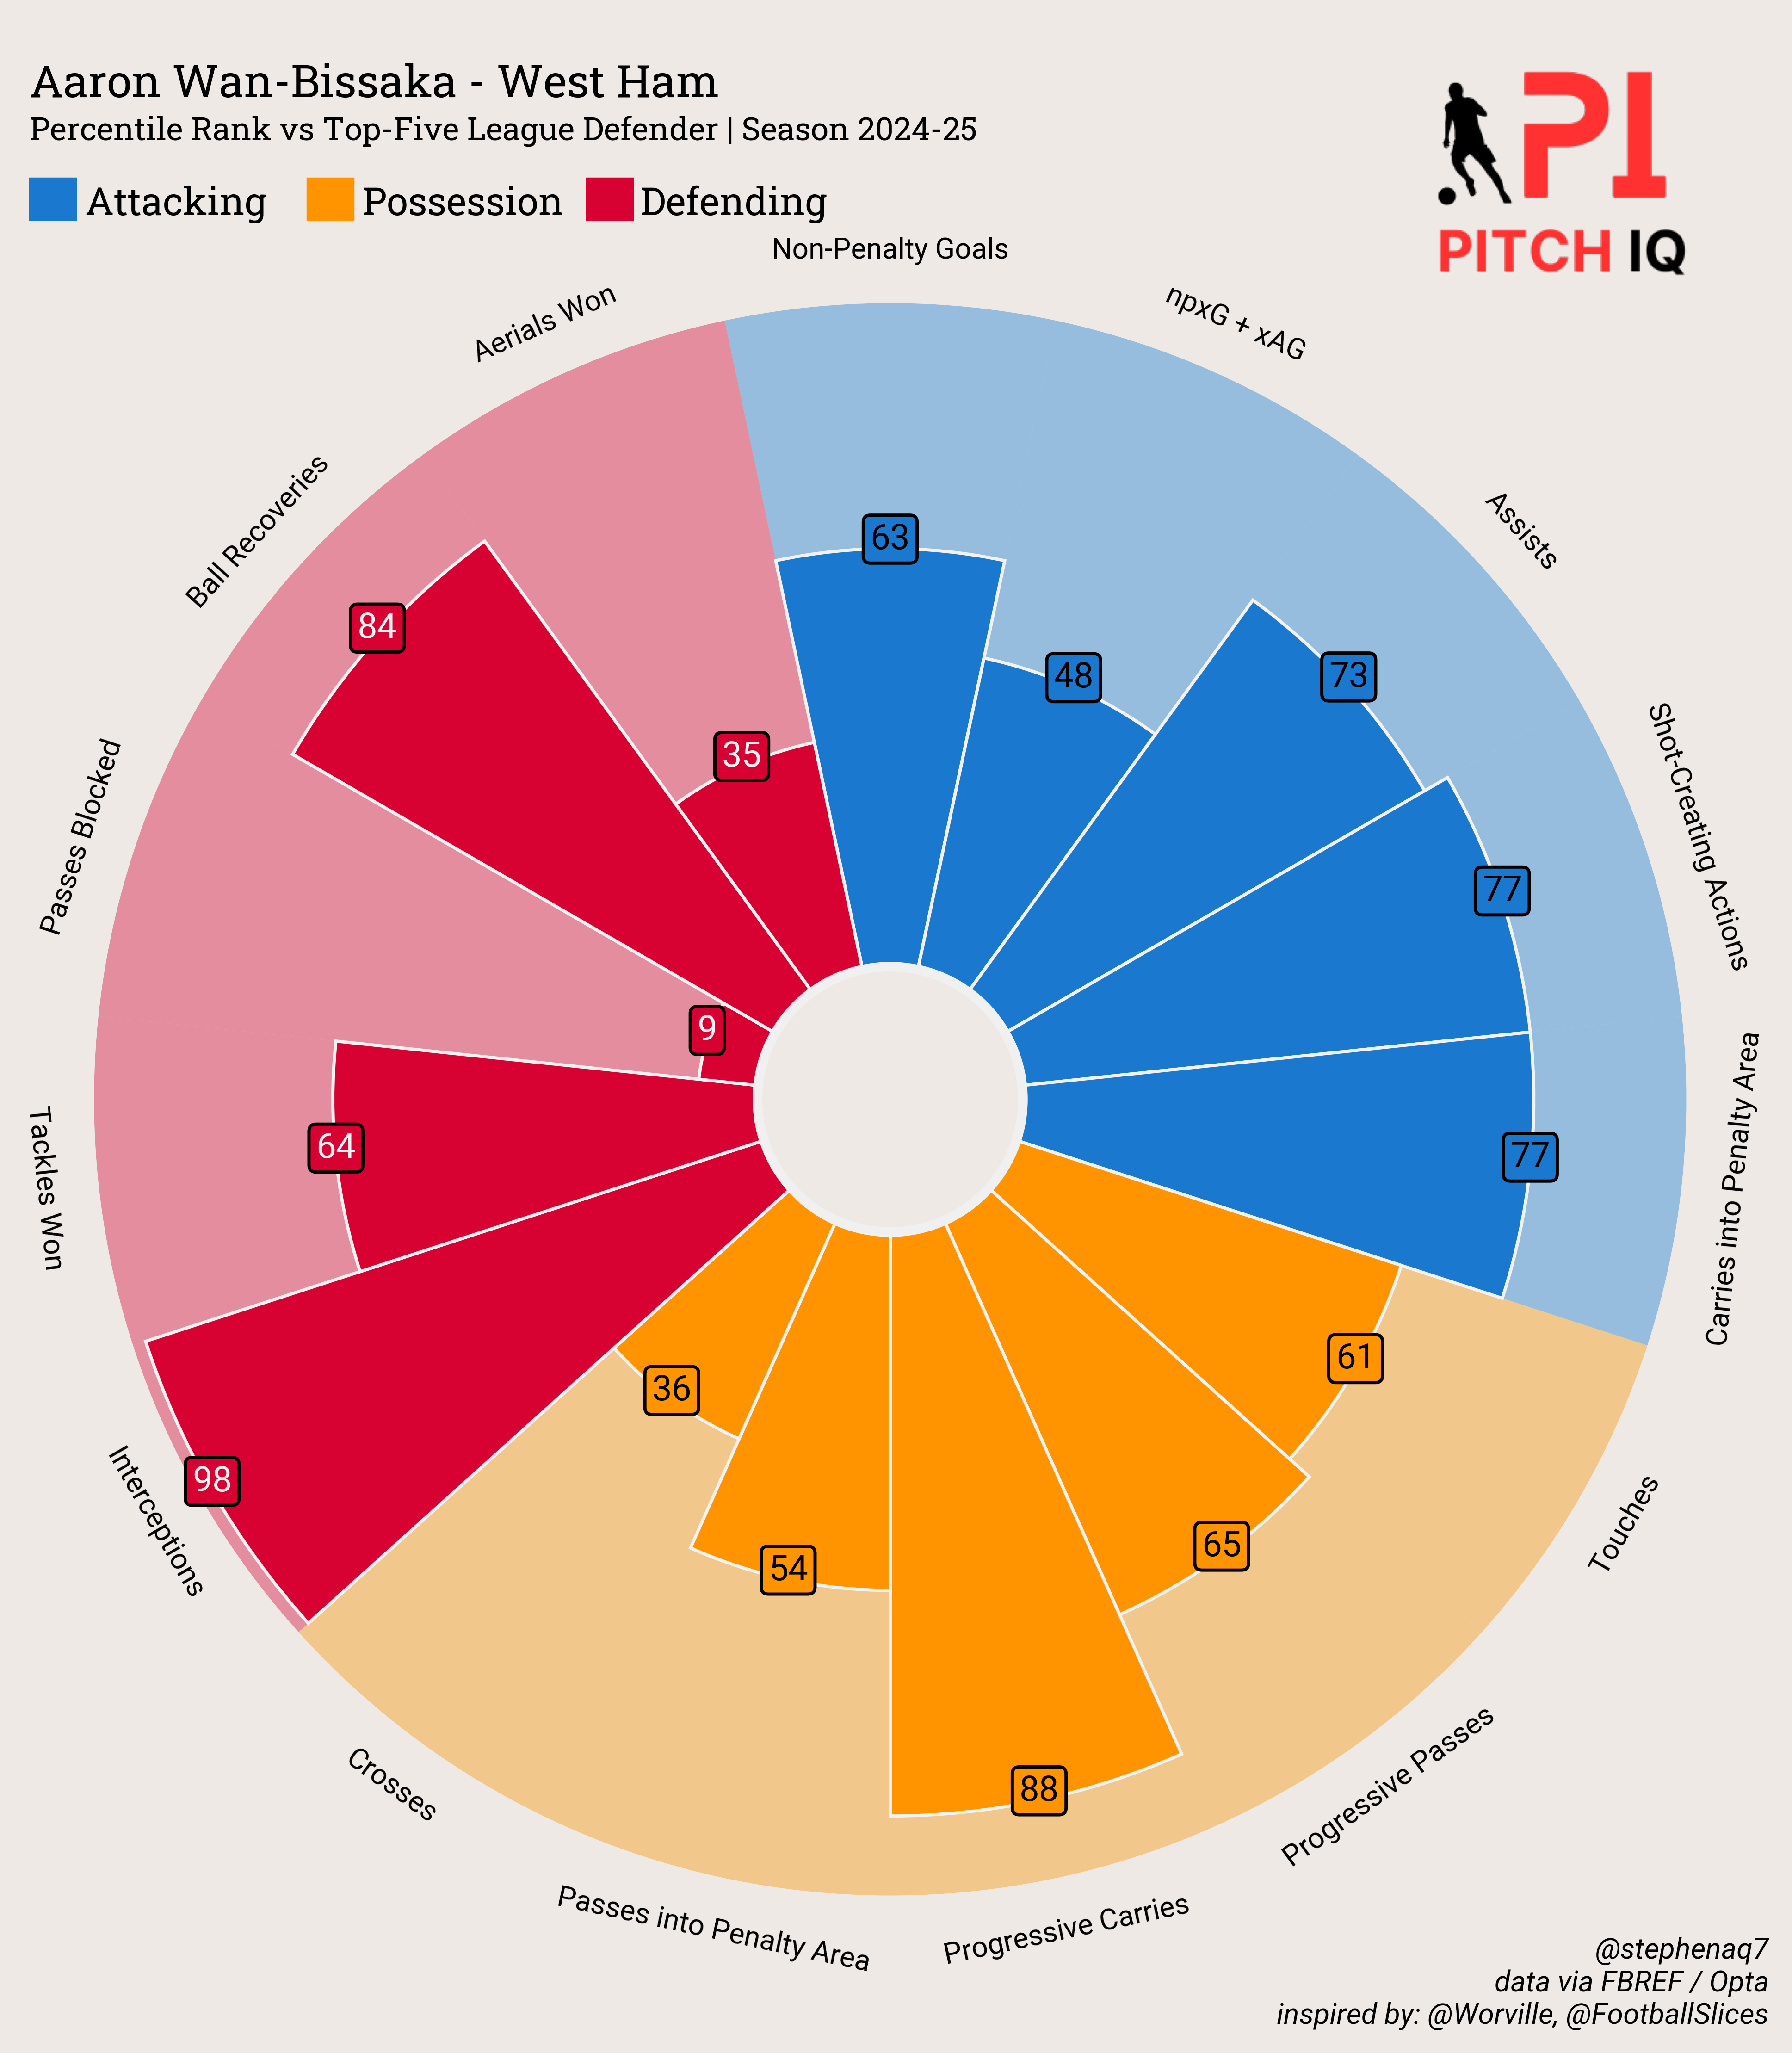 Aaron Wan-Bissaka - West Ham
Percentile Rank vs Top-Five League Defender | Season 2024-25
Attacking
Possession
Defending
PI
PITCH IQ
Non-Penalty Goals
63
npxG + xAG
48
Assists
73
Shot-Creating Actions
77
Carries into Penalty Area
77
Touches
61
Progressive Passes
65
Progressive Carries
88
Passes into Penalty Area
54
Crosses
36
Interceptions
98
Tackles Won
64
Passes Blocked
9
Ball Recoveries
84
Aerials Won
35
@stephenaq7
data via FBREF / Opta
inspired by: @Worville, @FootballSlices